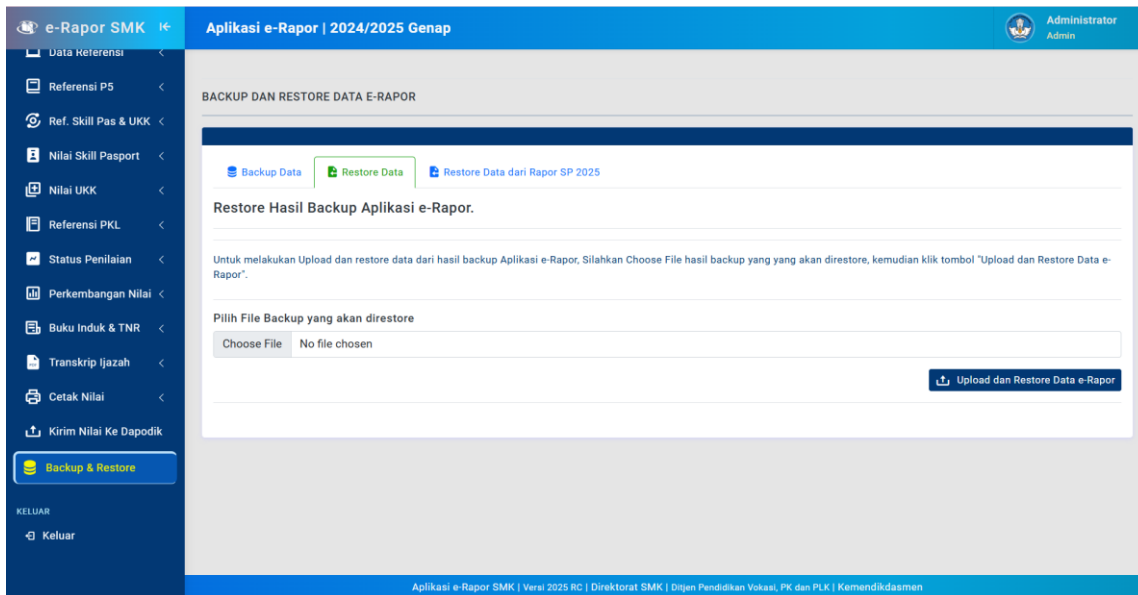 e-Rapor SMK
Aplikasi e-Rapor | 2024/2025 Genap
Administrator
Admin
Data Referensi
Referensi P5
Ref. Skill Pas & UKK
Nilai Skill Pasport
Nilai UKK
Referensi PKL
Status Penilaian
Perkembangan Nilai
Buku Induk & TNR
Transkrip Ijazah
Cetak Nilai
Kirim Nilai Ke Dapodik
Backup & Restore
KELUAR
Keluar
BACKUP DAN RESTORE DATA E-RAPOR
Backup Data Restore Data Restore Data dari Rapor SP 2025
Restore Hasil Backup Aplikasi e-Rapor.
Untuk melakukan Upload dan restore data dari hasil backup Aplikasi e-Rapor, Silahkan Choose File hasil backup yang yang akan direstore, kemudian klik tombol "Upload dan Restore Data e-
Rapor".
Pilih File Backup yang akan direstore
Choose File No file chosen
Upload dan Restore Data e-Rapor
Aplikasi e-Rapor SMK | Versi 2025 RC | Direktorat SMK | Ditjen Pendidikan Vokasi, PK dan PLK | Kemendikdasmen